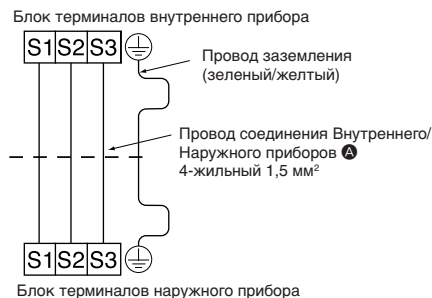 Блок терминалов внутреннего прибора
S1 S2 S3
Провод заземления
(зеленый/желтый)
Провод соединения Внутреннего/
Наружного приборов A
4-жильный 1,5 мм²
S1 S2 S3
Блок терминалов наружного прибора